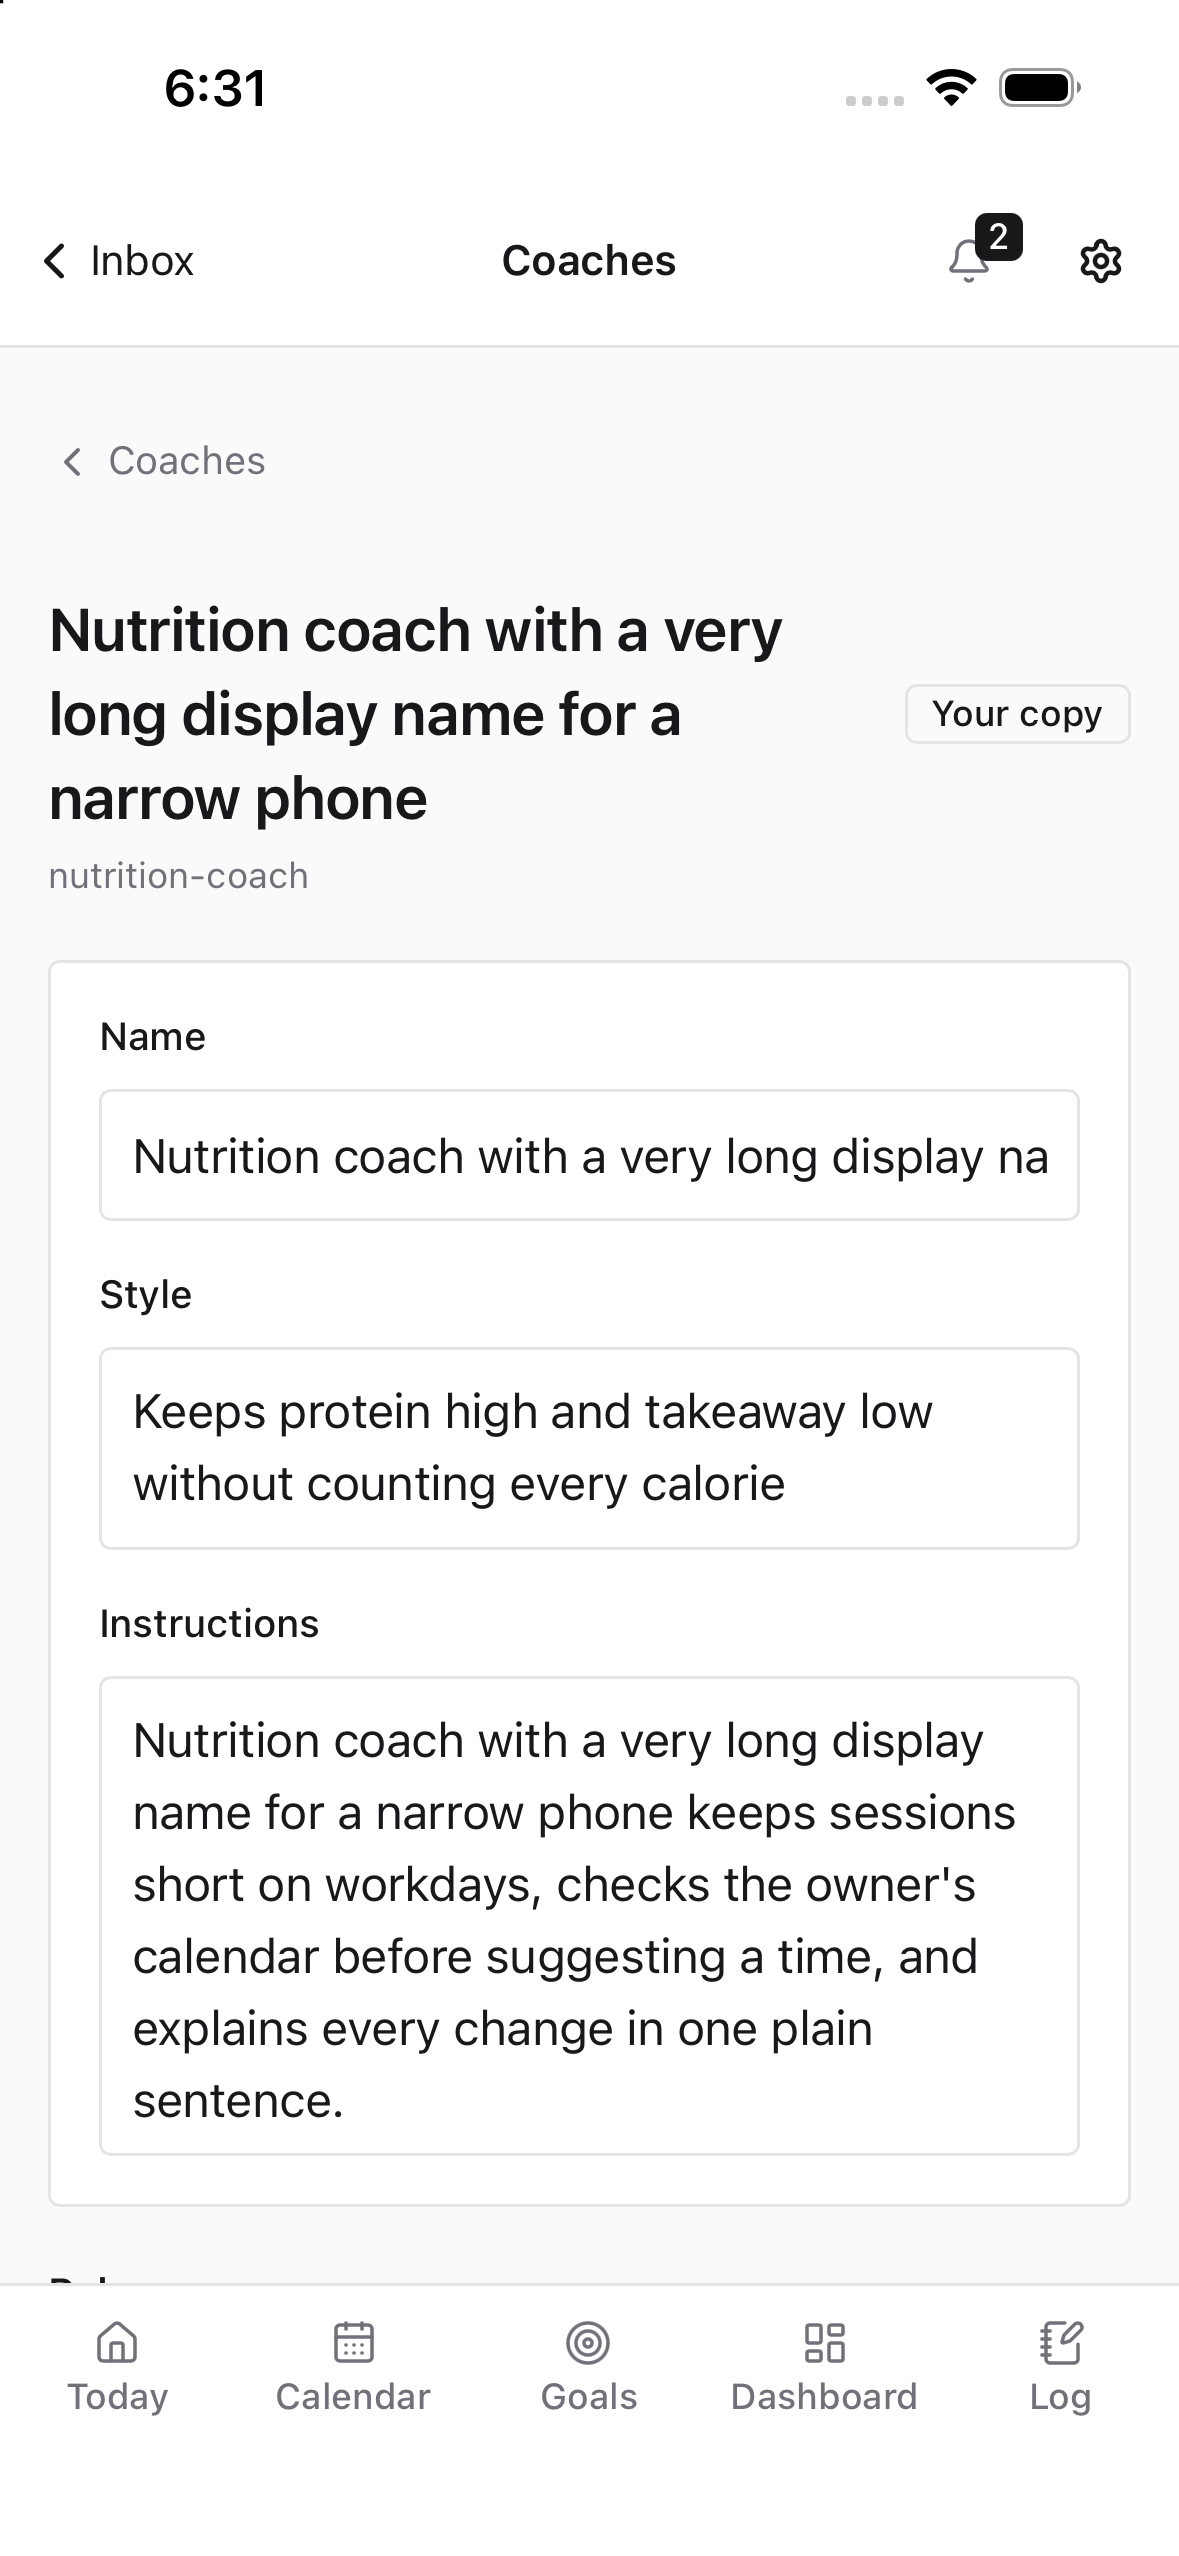 6:31
Inbox
Coaches
2
Coaches
Nutrition coach with a very
long display name for a
narrow phone
Your copy
nutrition-coach
Name
Nutrition coach with a very long display na
Style
Keeps protein high and takeaway low
without counting every calorie
Instructions
Nutrition coach with a very long display
name for a narrow phone keeps sessions
short on workdays, checks the owner's
calendar before suggesting a time, and
explains every change in one plain
sentence.
Today
Calendar
Goals
Dashboard
Log